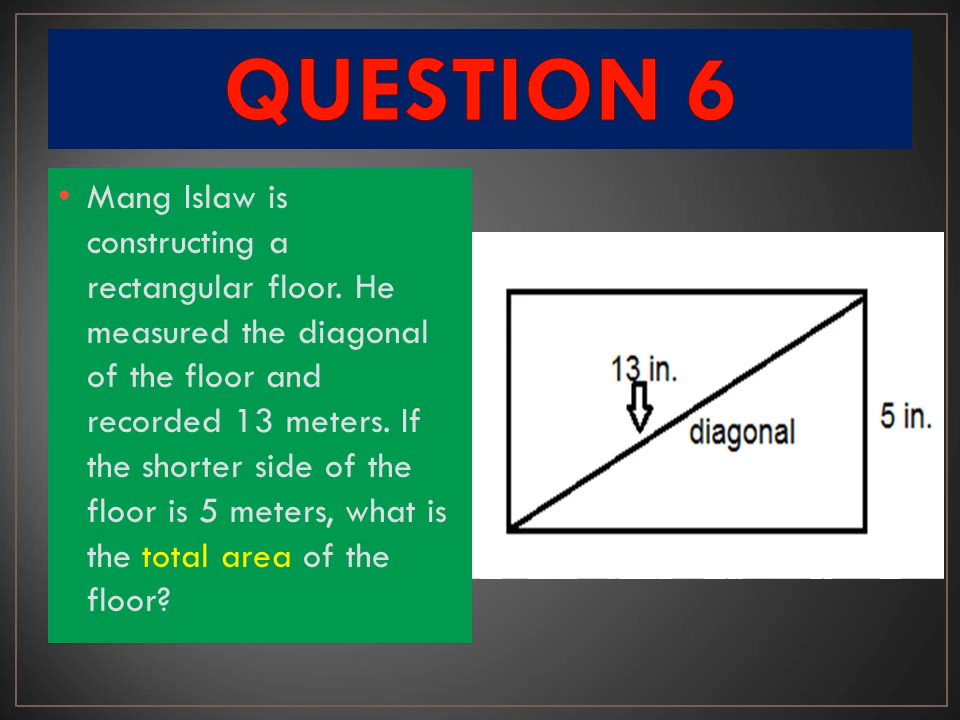 QUESTION 6
• Mang Islaw is
constructing a
rectangular floor. He
measured the diagonal
of the floor and
recorded 13 meters. If
the shorter side of the
floor is 5 meters, what is
the total area of the
floor?
13 in.
diagonal
5 in.